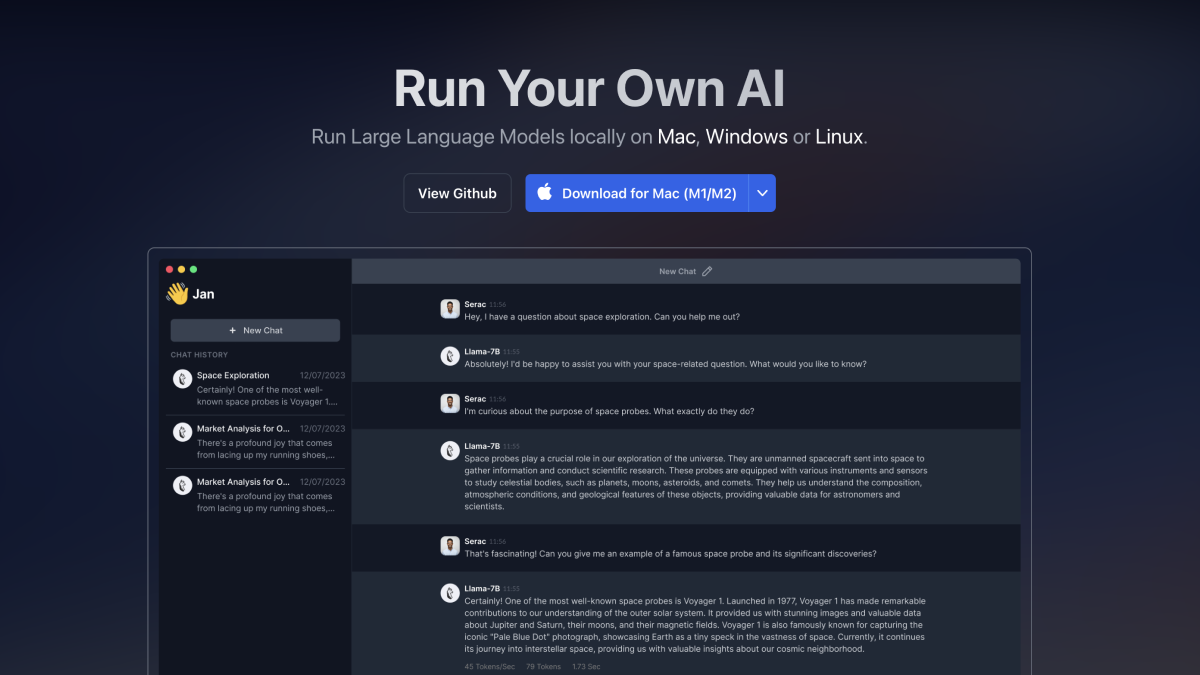 Run Your Own AI
Run Large Language Models locally on Mac, Windows or Linux.
View Github
Download for Mac (M1/M2)
Jan
+ New Chat
CHAT HISTORY
Space Exploration 12/07/2023
Certainly! One of the most well-
known space probes is Voyager 1....
Market Analysis for O... 12/07/2023
There's a profound joy that comes
from lacing up my running shoes,...
Market Analysis for O... 12/07/2023
There's a profound joy that comes
from lacing up my running shoes,...
New Chat
Serac 11:56
Hey, I have a question about space exploration. Can you help me out?
Llama-7B 11:55
Absolutely! I'd be happy to assist you with your space-related question. What would you like to know?
Serac 11:56
I'm curious about the purpose of space probes. What exactly do they do?
Llama-7B 11:55
Space probes play a crucial role in our exploration of the universe. They are unmanned spacecraft sent into space to
gather information and conduct scientific research. These probes are equipped with various instruments and sensors
to study celestial bodies, such as planets, moons, asteroids, and comets. They help us understand the composition,
atmospheric conditions, and geological features of these objects, providing valuable data for astronomers and
scientists.
Serac 11:56
That's fascinating! Can you give me an example of a famous space probe and its significant discoveries?
Llama-7B 11:55
Certainly! One of the most well-known space probes is Voyager 1. Launched in 1977, Voyager 1 has made remarkable
contributions to our understanding of the outer solar system. It provided us with stunning images and valuable data
about Jupiter and Saturn, their moons, and their magnetic fields. Voyager 1 is also famously known for capturing the
iconic "Pale Blue Dot" photograph, showcasing Earth as a tiny speck in the vastness of space. Currently, it continues
its journey into interstellar space, providing us with valuable insights about our cosmic neighborhood.
45 Tokens/Sec 79 Tokens 1.73 Sec